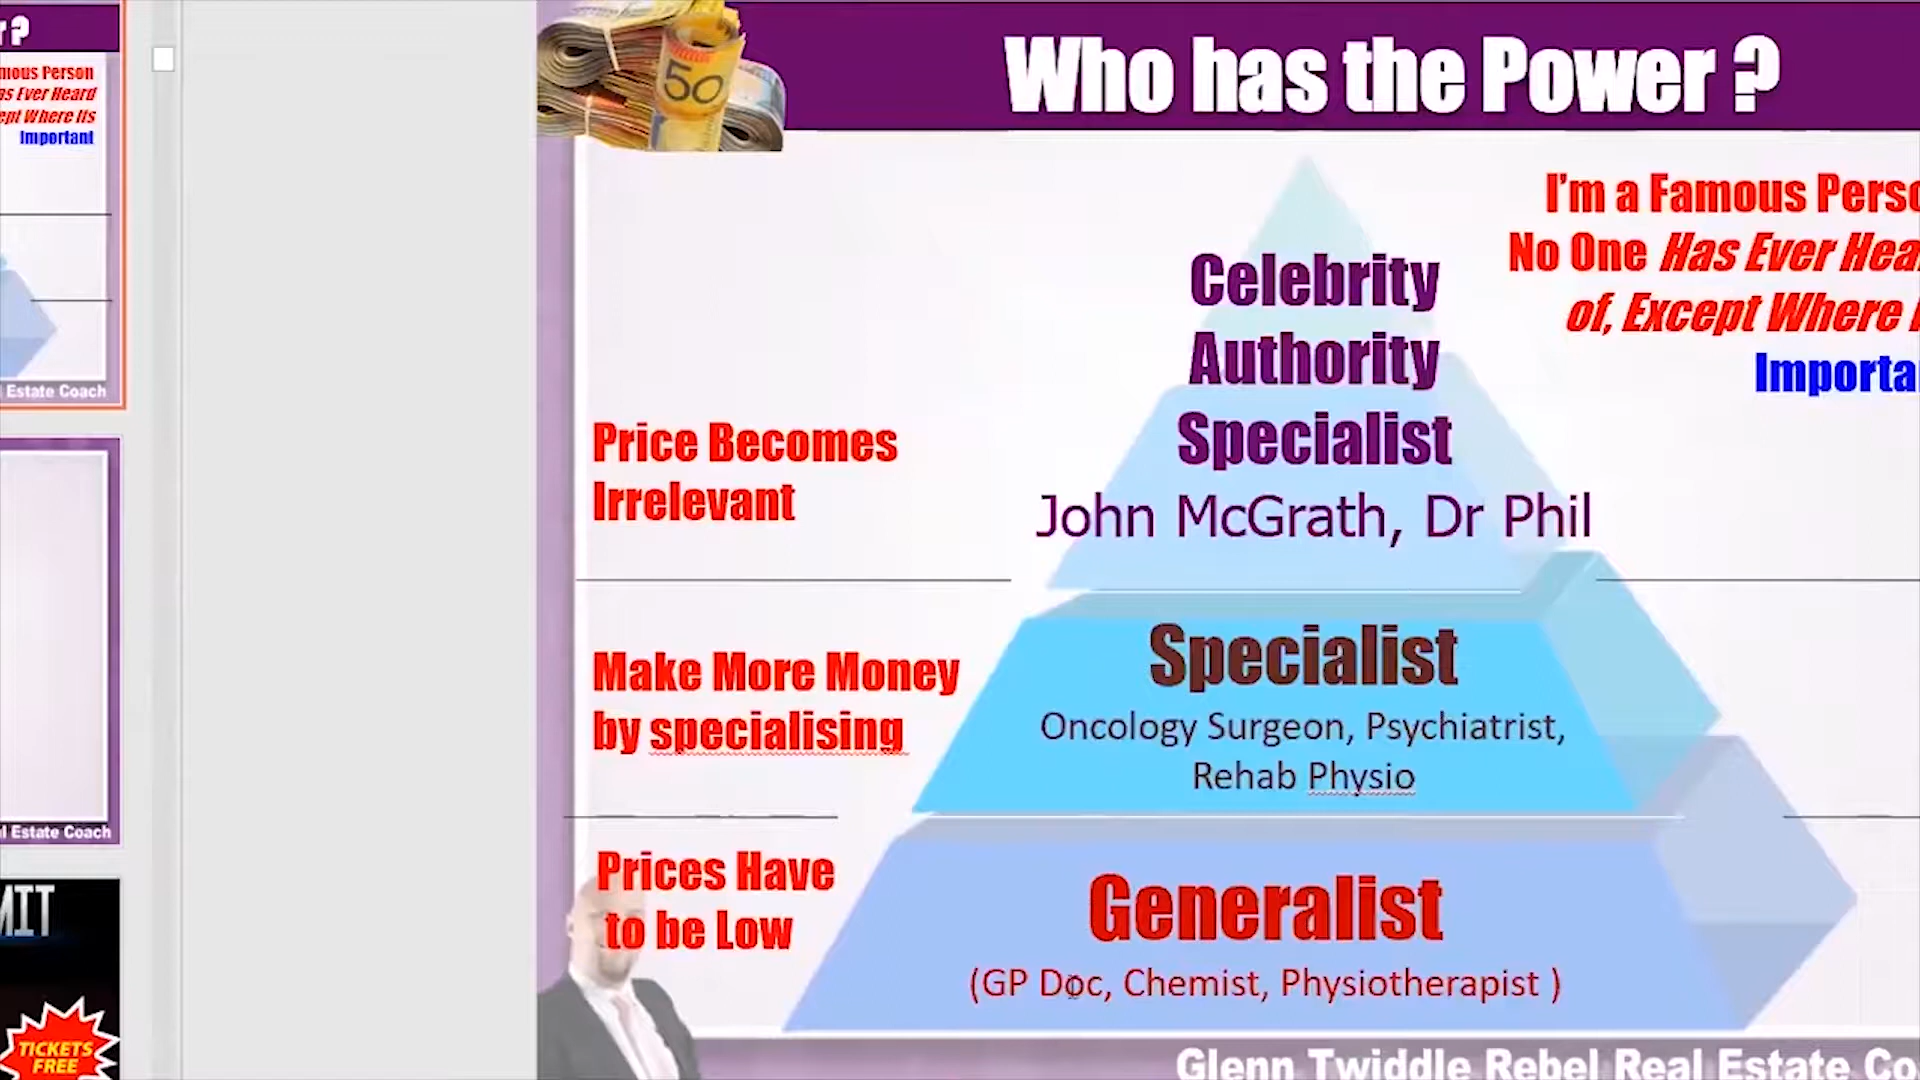 r?
mous Person
as Ever Heard
ept Where Its
Important
l Estate Coach
l Estate Coach
MIT
TICKETS
FREE
50
Who has the Power ?
I'm a Famous Perso
No One Has Ever Hea
of, Except Where
Importa
Celebrity
Authority
Specialist
John McGrath, Dr Phil
Price Becomes
Irrelevant
Specialist
Oncology Surgeon, Psychiatrist,
Rehab Physio
Make More Money
by specialising
Prices Have
to be Low
Generalist
(GP Doc, Chemist, Physiotherapist )
Glenn Twiddle Rebel Real Estate Co